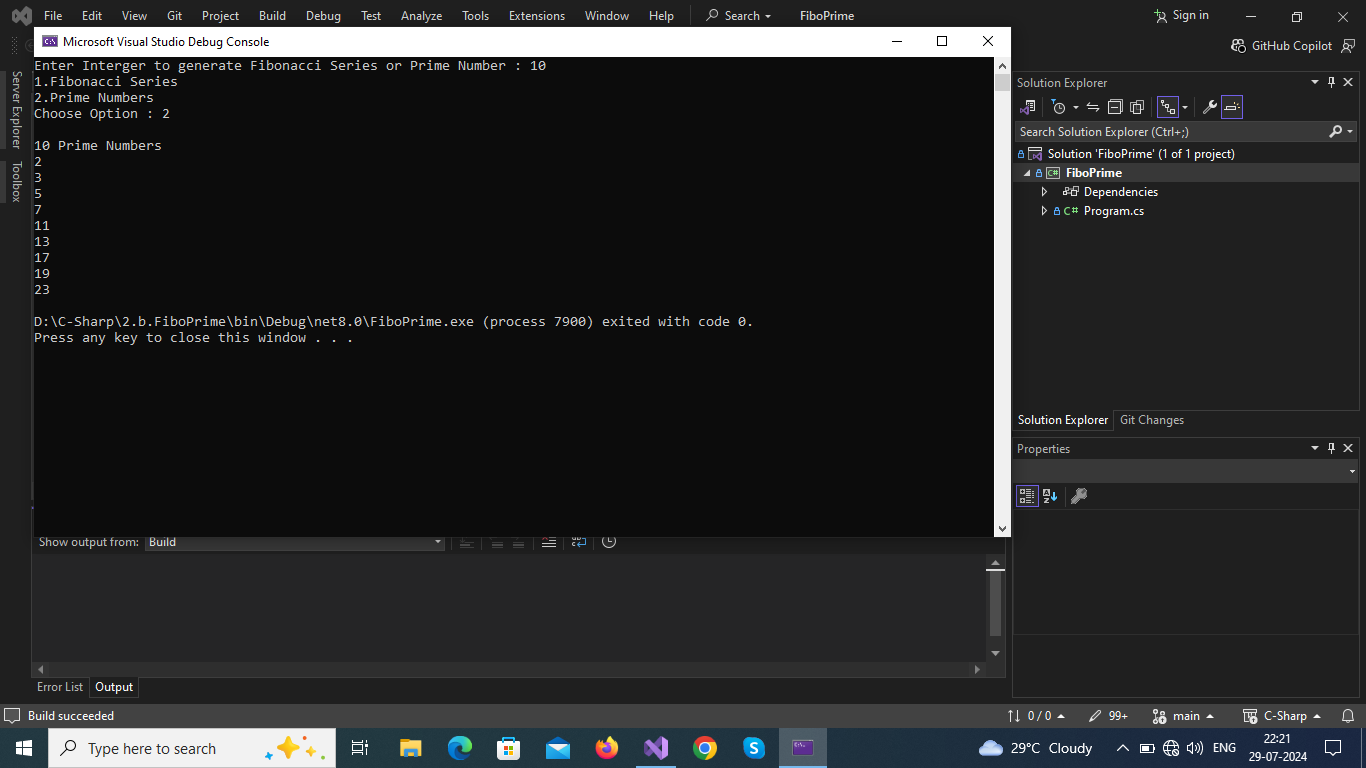 File Edit View Git Project Build Debug Test Analyze Tools Extensions Window Help Search FiboPrime Sign in
GitHub Copilot
Microsoft Visual Studio Debug Console
Enter Interger to generate Fibonacci Series or Prime Number : 10
1.Fibonacci Series
2.Prime Numbers
Choose Option : 2
10 Prime Numbers
2
3
5
7
11
13
17
19
23
D:\C-Sharp\2.b.FiboPrime\bin\Debug\net8.0\FiboPrime.exe (process 7900) exited with code 0.
Press any key to close this window . . .
Server Explorer
Toolbox
Solution Explorer
Search Solution Explorer (Ctrl+;)
Solution 'FiboPrime' (1 of 1 project)
C# FiboPrime
Dependencies
C# Program.cs
Solution Explorer Git Changes
Properties
Show output from: Build
Error List Output
Build succeeded 0 / 0 99+ main C-Sharp
Type here to search 29°C Cloudy ENG 22:21
29-07-2024